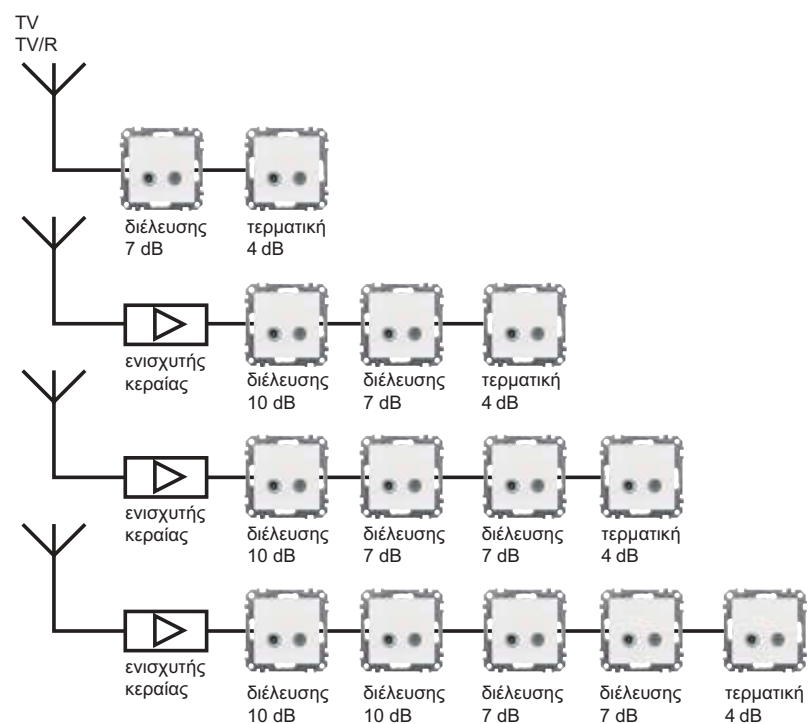 TV
TV/R
διέλευσης
7 dB
τερματική
4 dB
ενισχυτής
κεραίας
διέλευσης
10 dB
διέλευσης
7 dB
τερματική
4 dB
ενισχυτής
κεραίας
διέλευσης
10 dB
διέλευσης
7 dB
διέλευσης
7 dB
τερματική
4 dB
ενισχυτής
κεραίας
διέλευσης
10 dB
διέλευσης
10 dB
διέλευσης
7 dB
διέλευσης
7 dB
τερματική
4 dB